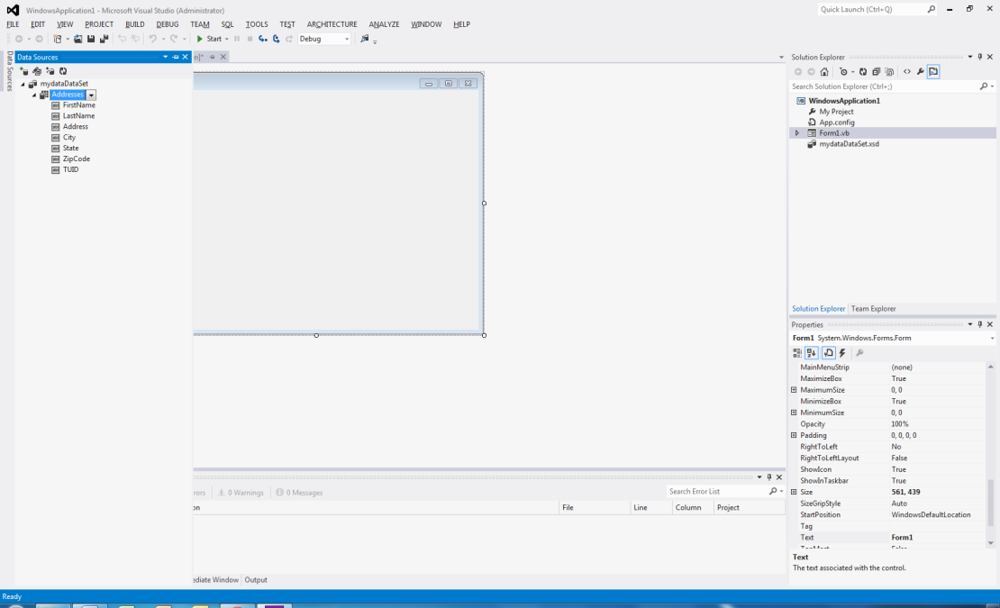 WindowsApplication1 - Microsoft Visual Studio (Administrator)
Quick Launch (Ctrl+Q)
FILE EDIT VIEW PROJECT BUILD DEBUG TEAM SQL TOOLS TEST ARCHITECTURE ANALYZE WINDOW HELP
Start Debug
Data Sources
Data Sources
n]*
mydataDataSet
Addresses
FirstName
LastName
Address
City
State
ZipCode
TUID
Solution Explorer
Search Solution Explorer (Ctrl+;)
WindowsApplication1
My Project
App.config
Form1.vb
mydataDataSet.xsd
Solution Explorer Team Explorer
Properties
Form1 System.Windows.Forms.Form
MainMenuStrip (none)
MaximizeBox True
MaximumSize 0, 0
MinimizeBox True
MinimumSize 0, 0
Opacity 100%
Padding 0, 0, 0, 0
RightToLeft No
RightToLeftLayout False
ShowIcon True
ShowInTaskbar True
Size 561, 439
SizeGripStyle Auto
StartPosition WindowsDefaultLocation
Tag
Text Form1
TopMost False
Text
The text associated with the control.
rors 0 Warnings 0 Messages
Search Error List
on File Line Column Project
ediate Window Output
Ready